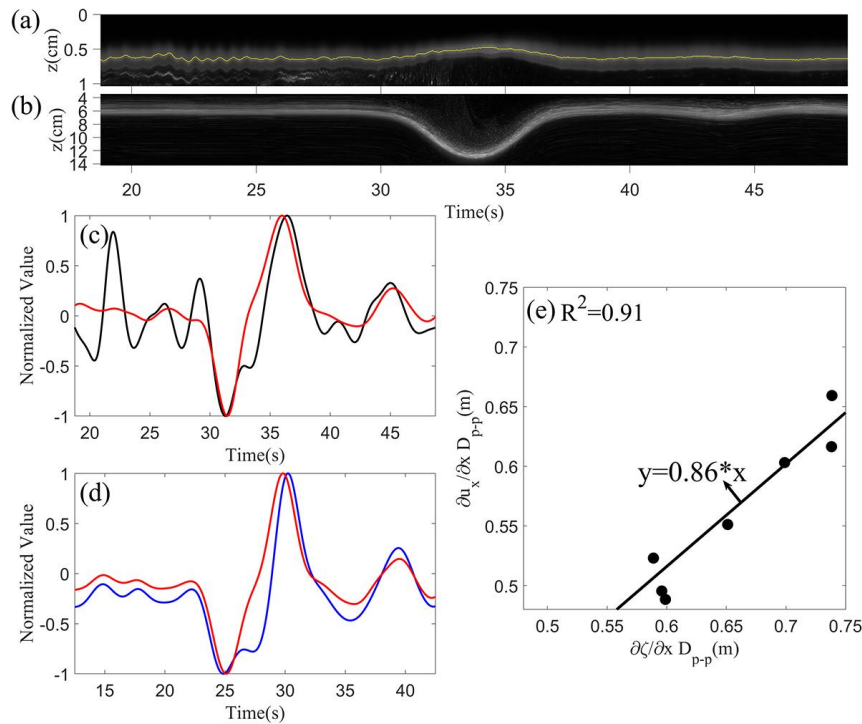 (a)
z(cm)
0
0.5
1
(b)
z(cm)
4
6
8
10
12
14
20 25 30 35 40 45
Time(s)
(c)
Normalized Value
1
0.5
0
-0.5
-1
20 25 30 35 40 45
Time(s)
(d)
Normalized Value
1
0.5
0
-0.5
-1
15 20 25 30 35 40
Time(s)
(e) R²=0.91
∂uₓ/∂x Dₚ₋ₚ(m)
0.75
0.7
0.65
0.6
0.55
0.5
y=0.86*x
0.5 0.55 0.6 0.65 0.7 0.75
∂ζ/∂x Dₚ₋ₚ(m)